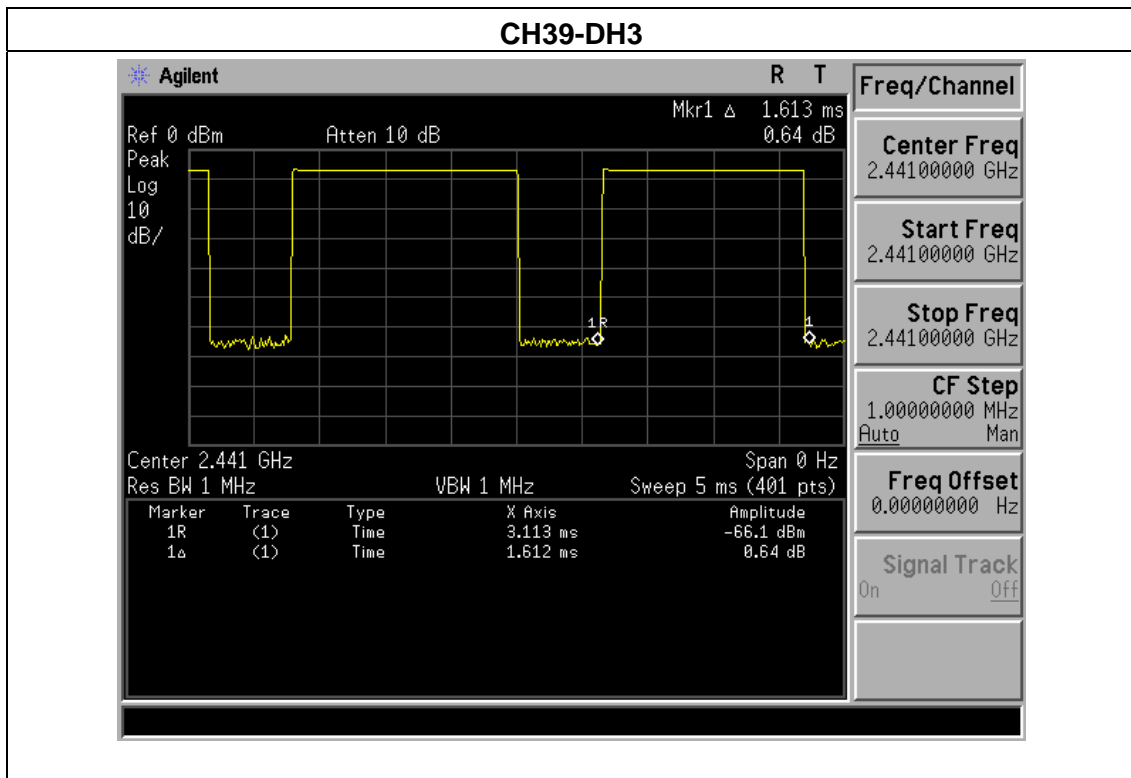 CH39-DH3
Agilent R T
Mkr1 Δ 1.613 ms
Ref 0 dBm Atten 10 dB 0.64 dB
Peak
Log
10
dB/
1R
1
Center 2.441 GHz Span 0 Hz
Res BW 1 MHz VBW 1 MHz Sweep 5 ms (401 pts)
Marker Trace Type X Axis Amplitude
1R (1) Time 3.113 ms -66.1 dBm
1Δ (1) Time 1.612 ms 0.64 dB
Freq/Channel
Center Freq
2.44100000 GHz
Start Freq
2.44100000 GHz
Stop Freq
2.44100000 GHz
CF Step
1.00000000 MHz
Auto Man
Freq Offset
0.00000000 Hz
Signal Track
On Off